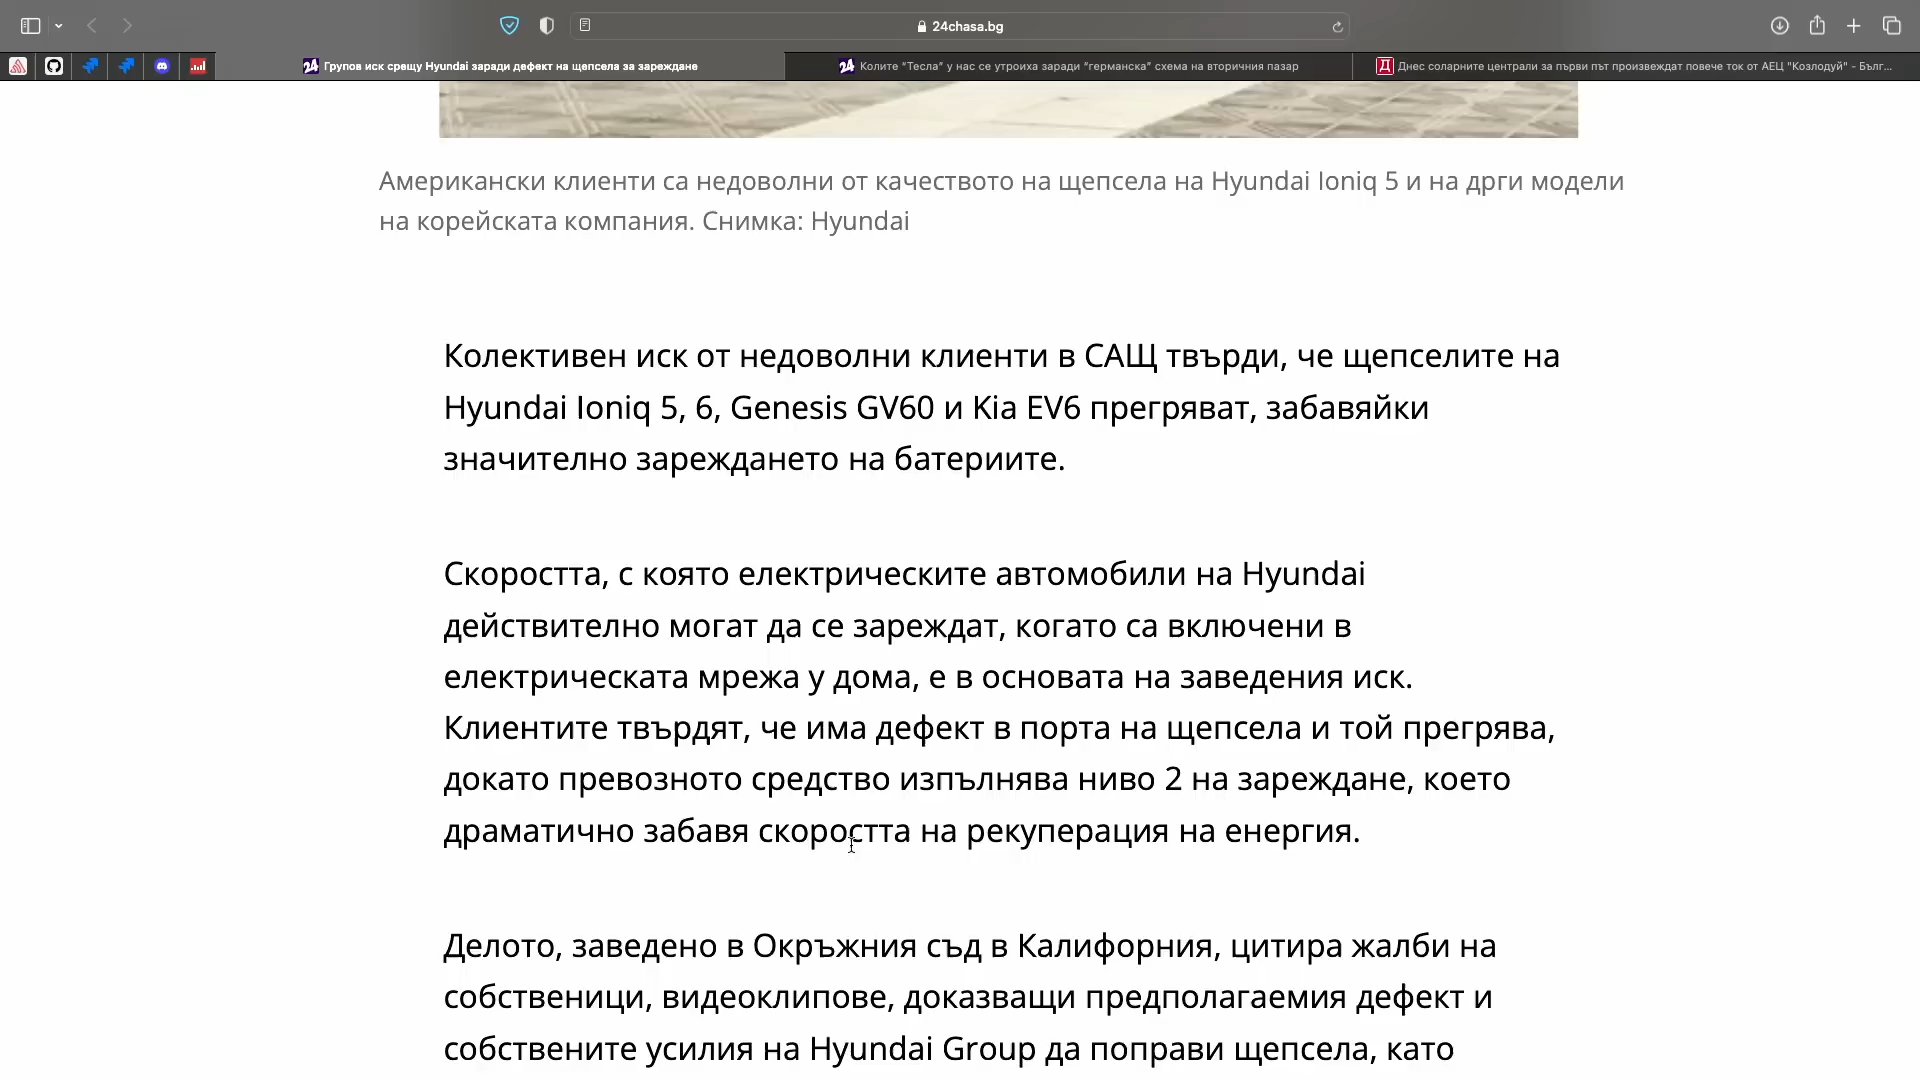 24chasa.bg
24 Групов иск срещу Hyundai заради дефект на щепсела за зареждане
24 Колите "Тесла" у нас се утроиха заради "германска" схема на вторичния пазар
Д Днес соларните централи за първи път произвеждат повече ток от АЕЦ "Козлодуй" - Бълг...
Американски клиенти са недоволни от качеството на щепсела на Hyundai Ioniq 5 и на дрги модели
на корейската компания. Снимка: Hyundai
Колективен иск от недоволни клиенти в САЩ твърди, че щепселите на
Hyundai Ioniq 5, 6, Genesis GV60 и Kia EV6 прегряват, забавяйки
значително зареждането на батериите.
Скоростта, с която електрическите автомобили на Hyundai
действително могат да се зареждат, когато са включени в
електрическата мрежа у дома, е в основата на заведения иск.
Клиентите твърдят, че има дефект в порта на щепсела и той прегрява,
докато превозното средство изпълнява ниво 2 на зареждане, което
драматично забавя скоростта на рекуперация на енергия.
Делото, заведено в Окръжния съд в Калифорния, цитира жалби на
собственици, видеоклипове, доказващи предполагаемия дефект и
собствените усилия на Hyundai Group да поправи щепсела, като